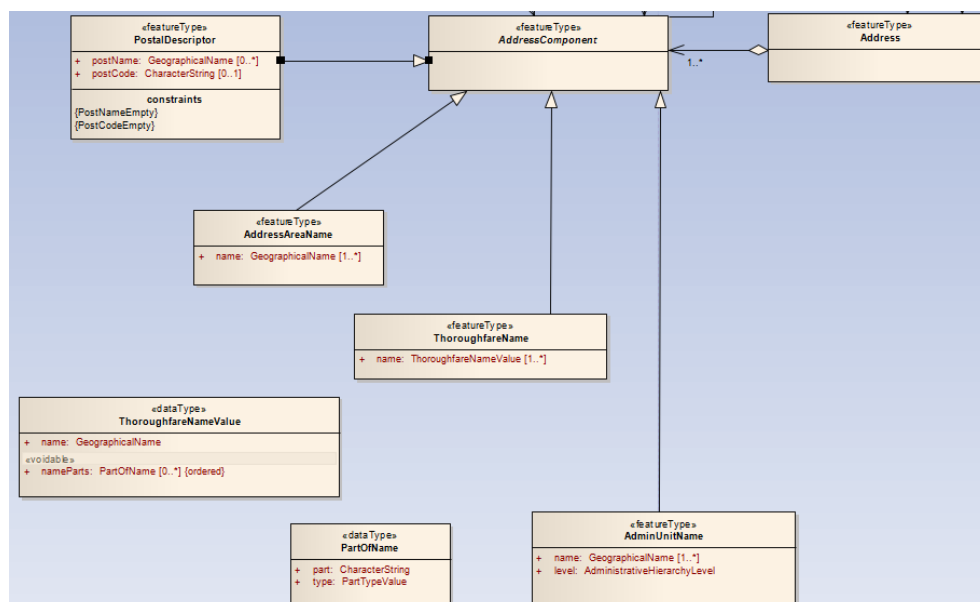 «featureType»
PostalDescriptor
+ postName: GeographicalName [0..*]
+ postCode: CharacterString [0..1]
constraints
{PostNameEmpty}
{PostCodeEmpty}
«featureType»
AddressComponent
1..*
«featureType»
Address
«featureType»
AddressAreaName
+ name: GeographicalName [1..*]
«featureType»
ThoroughfareName
+ name: ThoroughfareNameValue [1..*]
«dataType»
ThoroughfareNameValue
+ name: GeographicalName
«voidable»
+ nameParts: PartOfName [0..*] {ordered}
«dataType»
PartOfName
+ part: CharacterString
+ type: PartTypeValue
«featureType»
AdminUnitName
+ name: GeographicalName [1..*]
+ level: AdministrativeHierarchyLevel